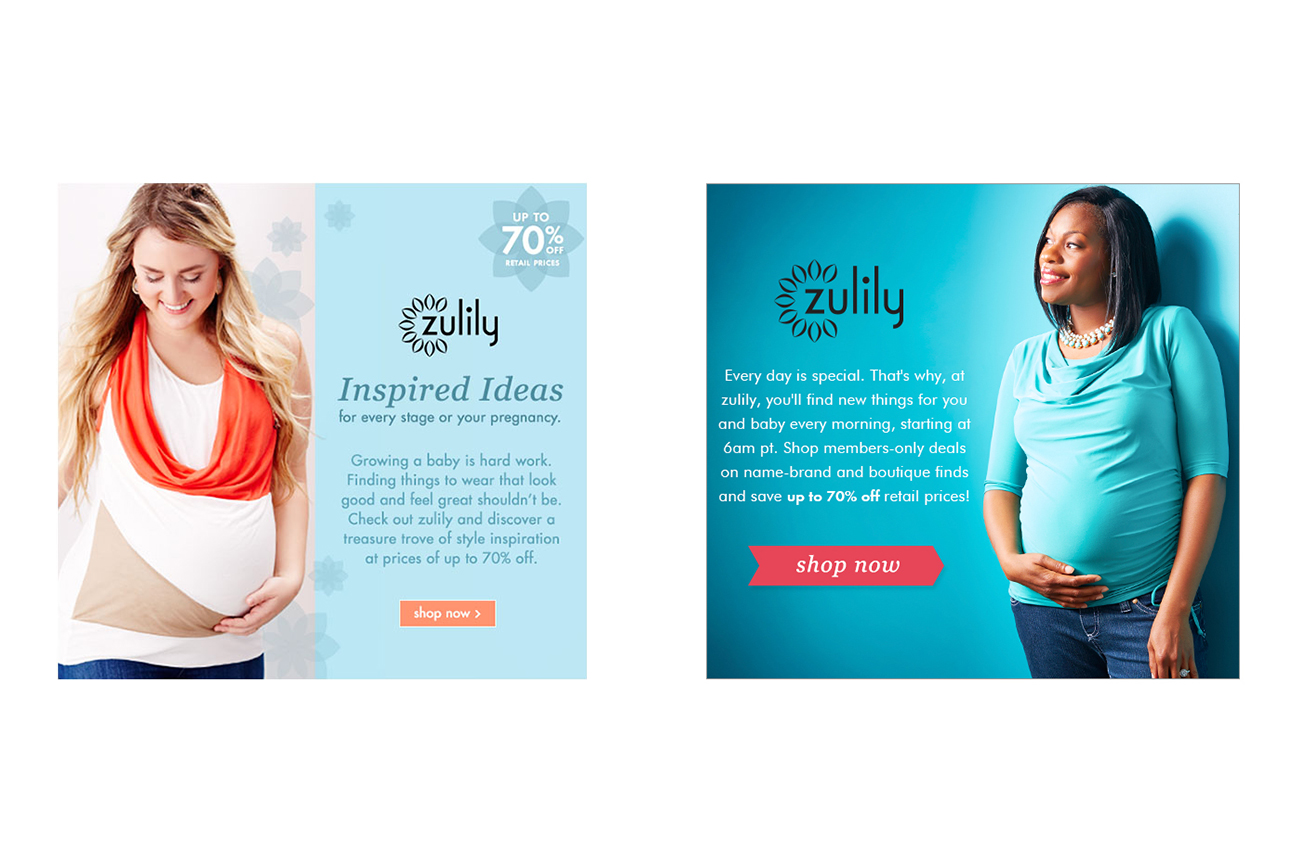 UP TO
70%
OFF
RETAIL PRICES
zulily
Inspired Ideas
for every stage or your pregnancy.
Growing a baby is hard work.
Finding things to wear that look
good and feel great shouldn't be.
Check out zulily and discover a
treasure trove of style inspiration
at prices of up to 70% off.
shop now >
zulily
Every day is special. That's why, at
zulily, you'll find new things for you
and baby every morning, starting at
6am pt. Shop members-only deals
on name-brand and boutique finds
and save up to 70% off retail prices!
shop now